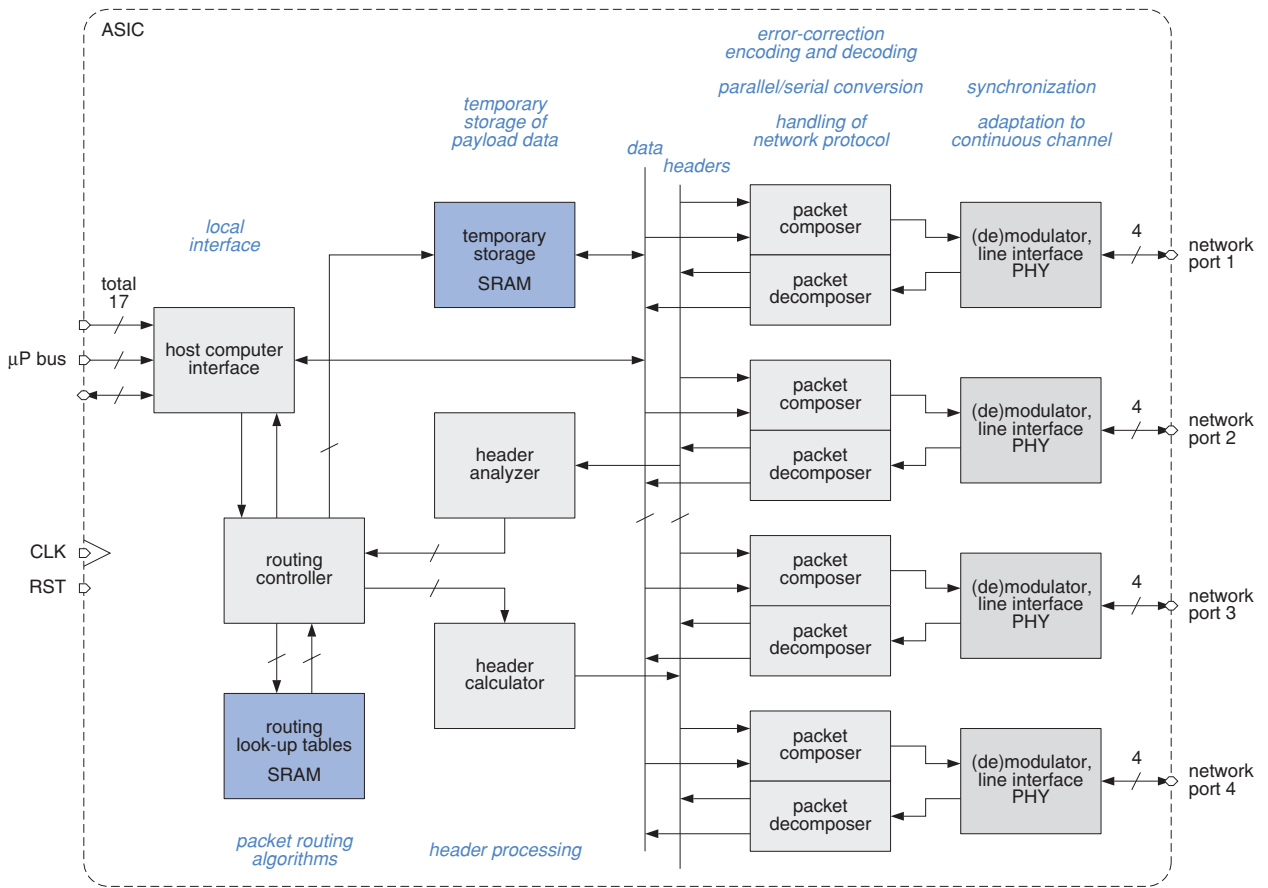 ASIC
error-correction
encoding and decoding
parallel/serial conversion
handling of
network protocol
synchronization
adaptation to
continuous channel
temporary
storage of
payload data
data
headers
local
interface
total
17
μP bus
host computer
interface
temporary
storage
SRAM
packet
composer
packet
decomposer
(de)modulator,
line interface
PHY
4
network
port 1
packet
composer
packet
decomposer
(de)modulator,
line interface
PHY
4
network
port 2
header
analyzer
CLK
RST
routing
controller
header
calculator
routing
look-up tables
SRAM
packet
composer
packet
decomposer
(de)modulator,
line interface
PHY
4
network
port 3
packet
composer
packet
decomposer
(de)modulator,
line interface
PHY
4
network
port 4
packet routing
algorithms
header processing